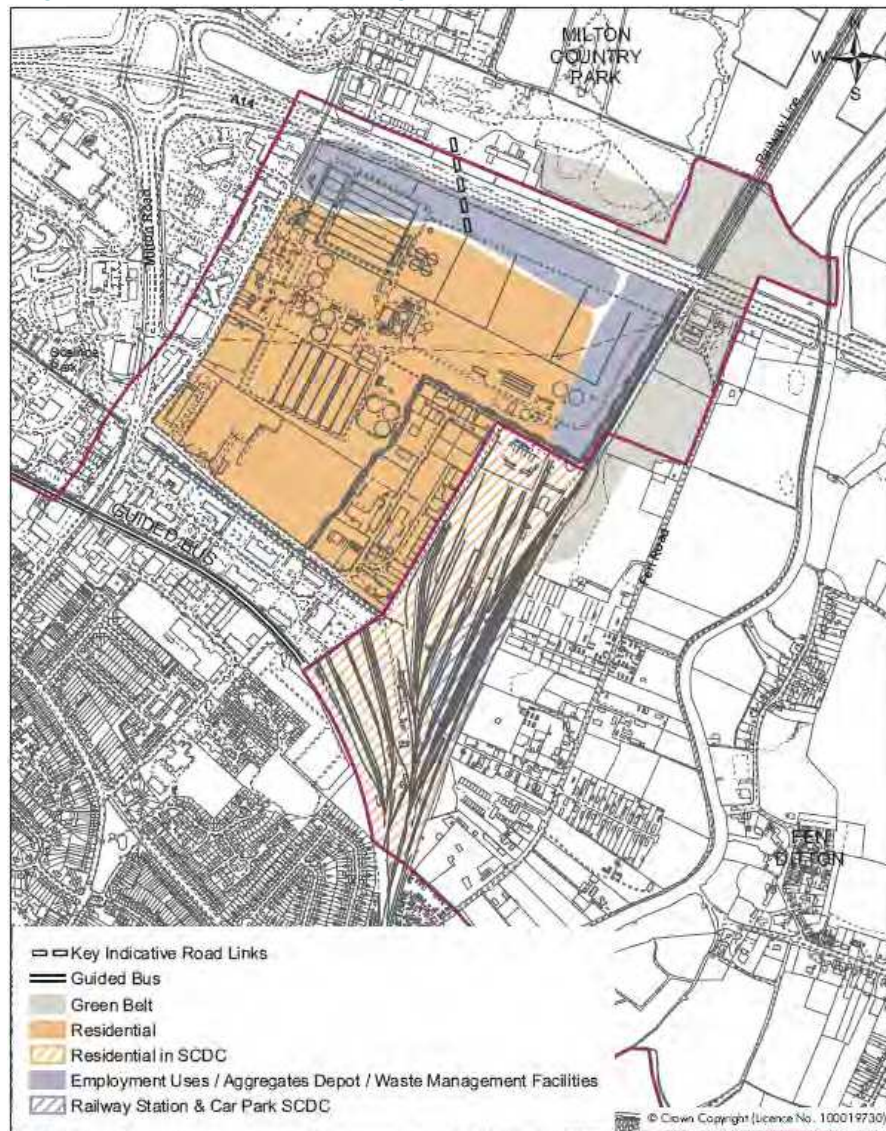 MILTON
COUNTRY
PARK
N
W
S
A14
Railway Line
Milton Road
Science
Park
GUIDED BUS
Fen Road
FEN
DITTON
Key Indicative Road Links
Guided Bus
Green Belt
Residential
Residential in SCDC
Employment Uses / Aggregates Depot / Waste Management Facilities
Railway Station & Car Park SCDC
© Crown Copyright (Licence No. 100019730)